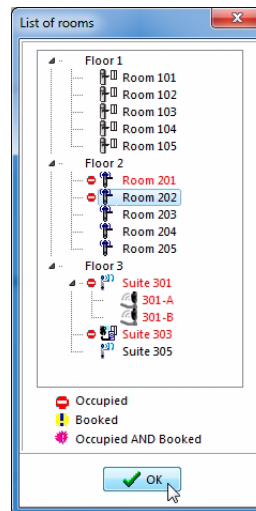 List of rooms
X
Floor 1
Room 101
Room 102
Room 103
Room 104
Room 105
Floor 2
Room 201
Room 202
Room 203
Room 204
Room 205
Floor 3
Suite 301
301-A
301-B
Suite 303
Suite 305
Occupied
Booked
Occupied AND Booked
OK